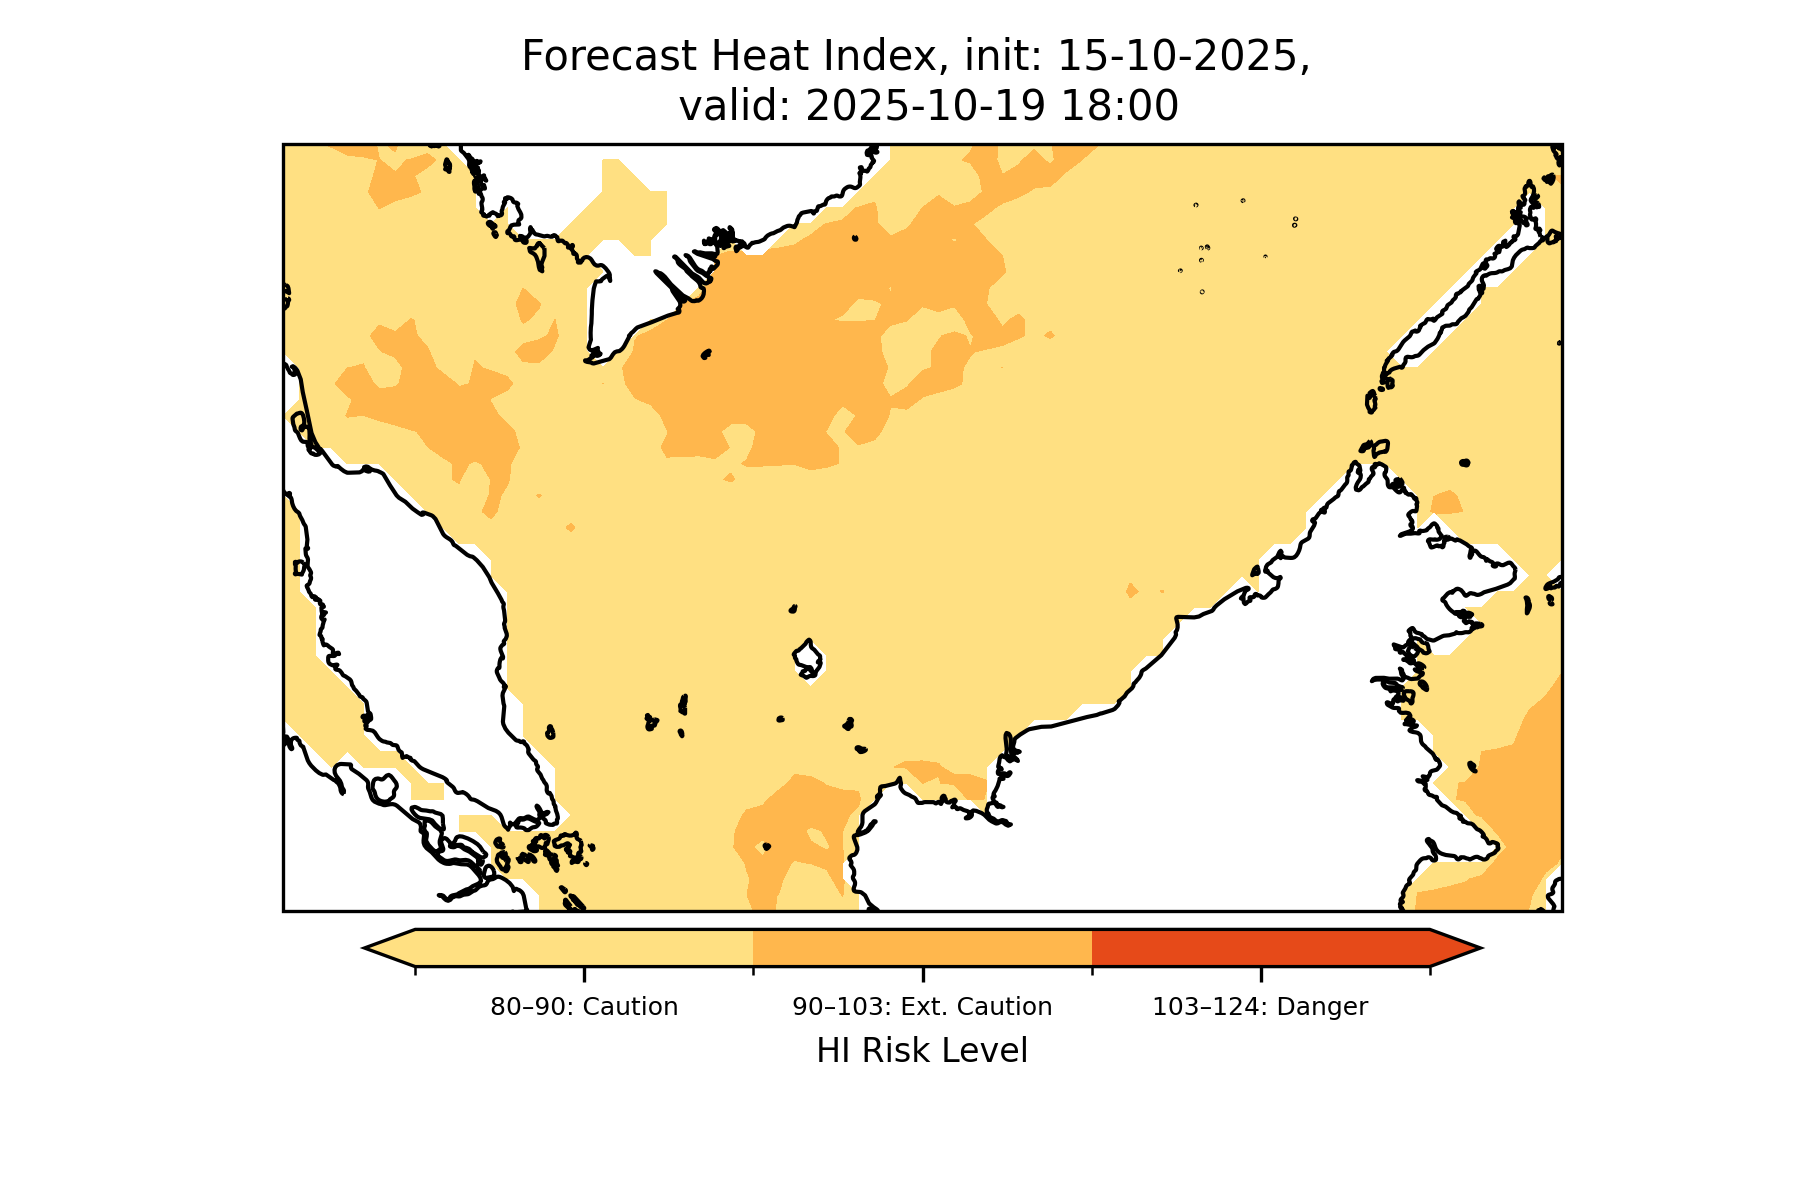 Forecast Heat Index, init: 15-10-2025,
valid: 2025-10-19 18:00
80–90: Caution
90–103: Ext. Caution
103–124: Danger
HI Risk Level